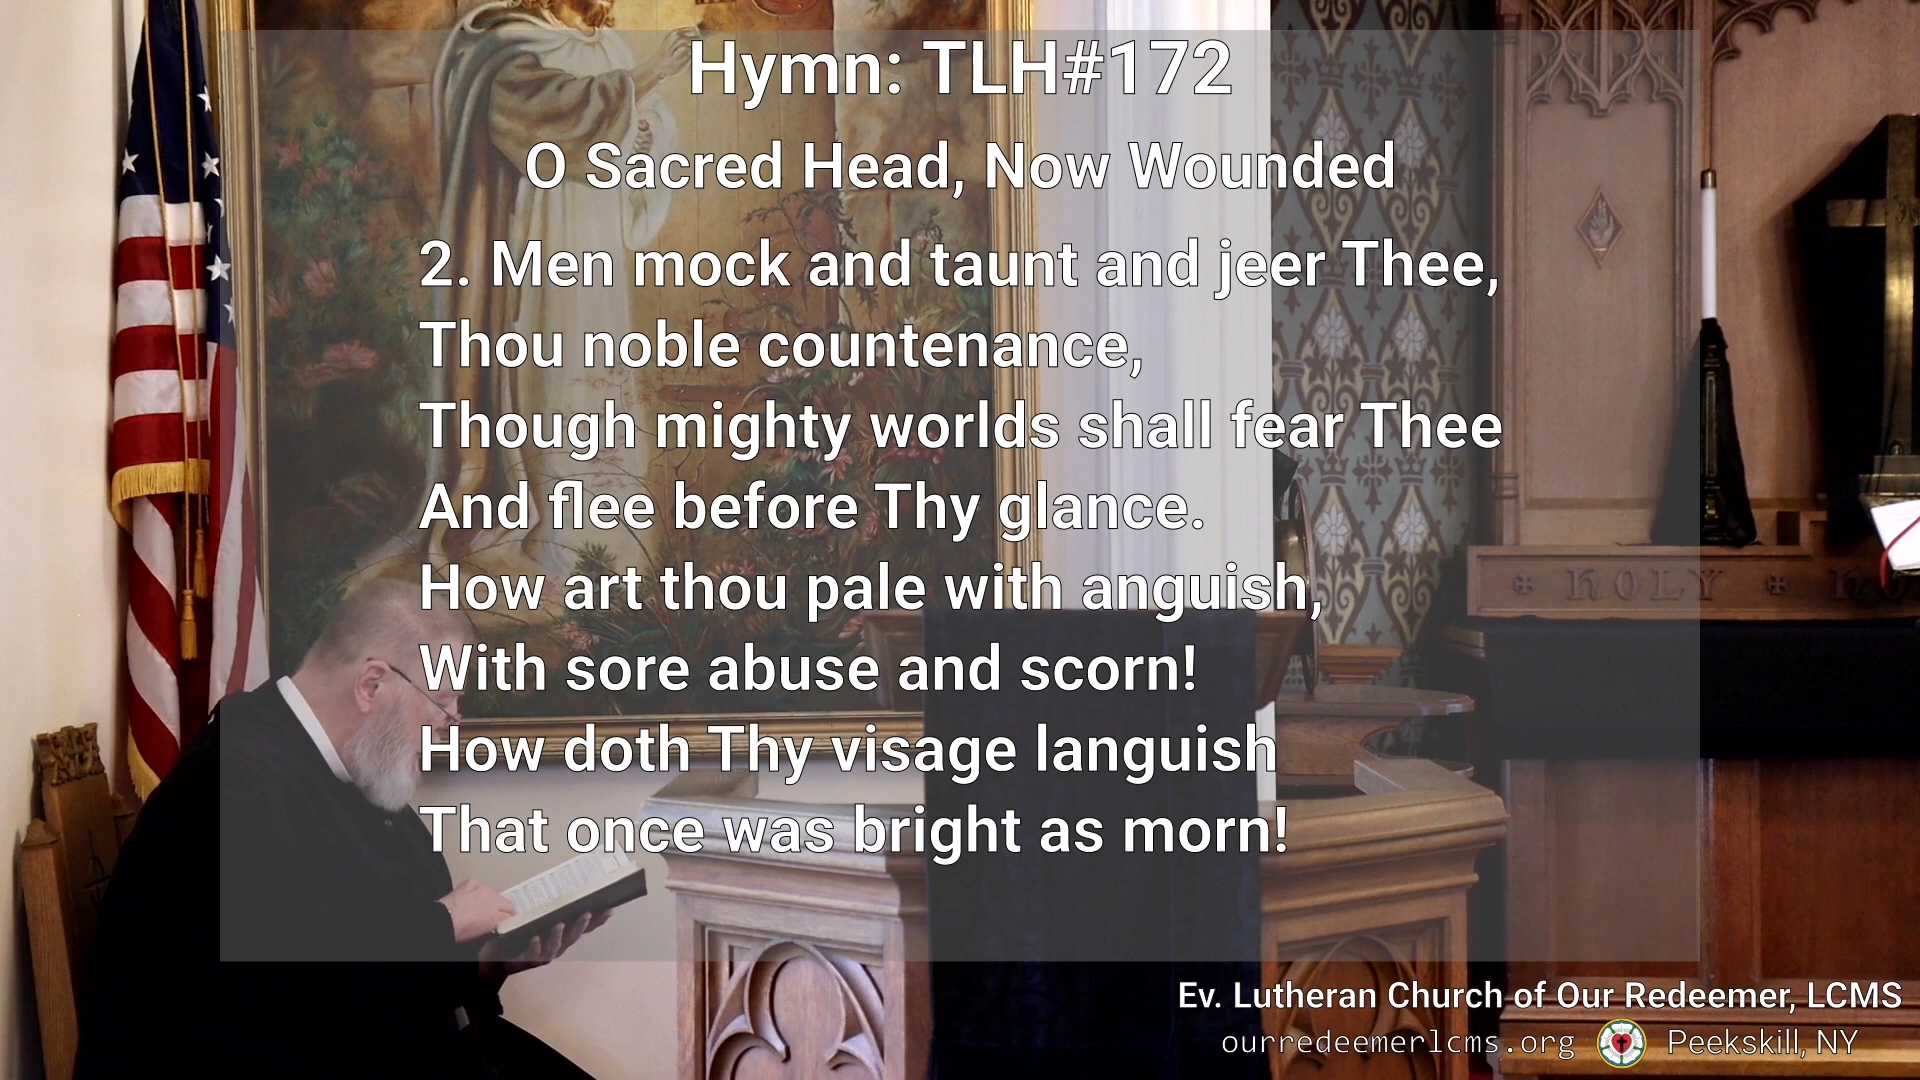 Hymn: TLH#172
O Sacred Head, Now Wounded
2. Men mock and taunt and jeer Thee,
Thou noble countenance,
Though mighty worlds shall fear Thee
And flee before Thy glance.
How art thou pale with anguish,
With sore abuse and scorn!
How doth Thy visage languish
That once was bright as morn!
HOLY
Ev. Lutheran Church of Our Redeemer, LCMS
ourredeemerlcms.org Peekskill, NY